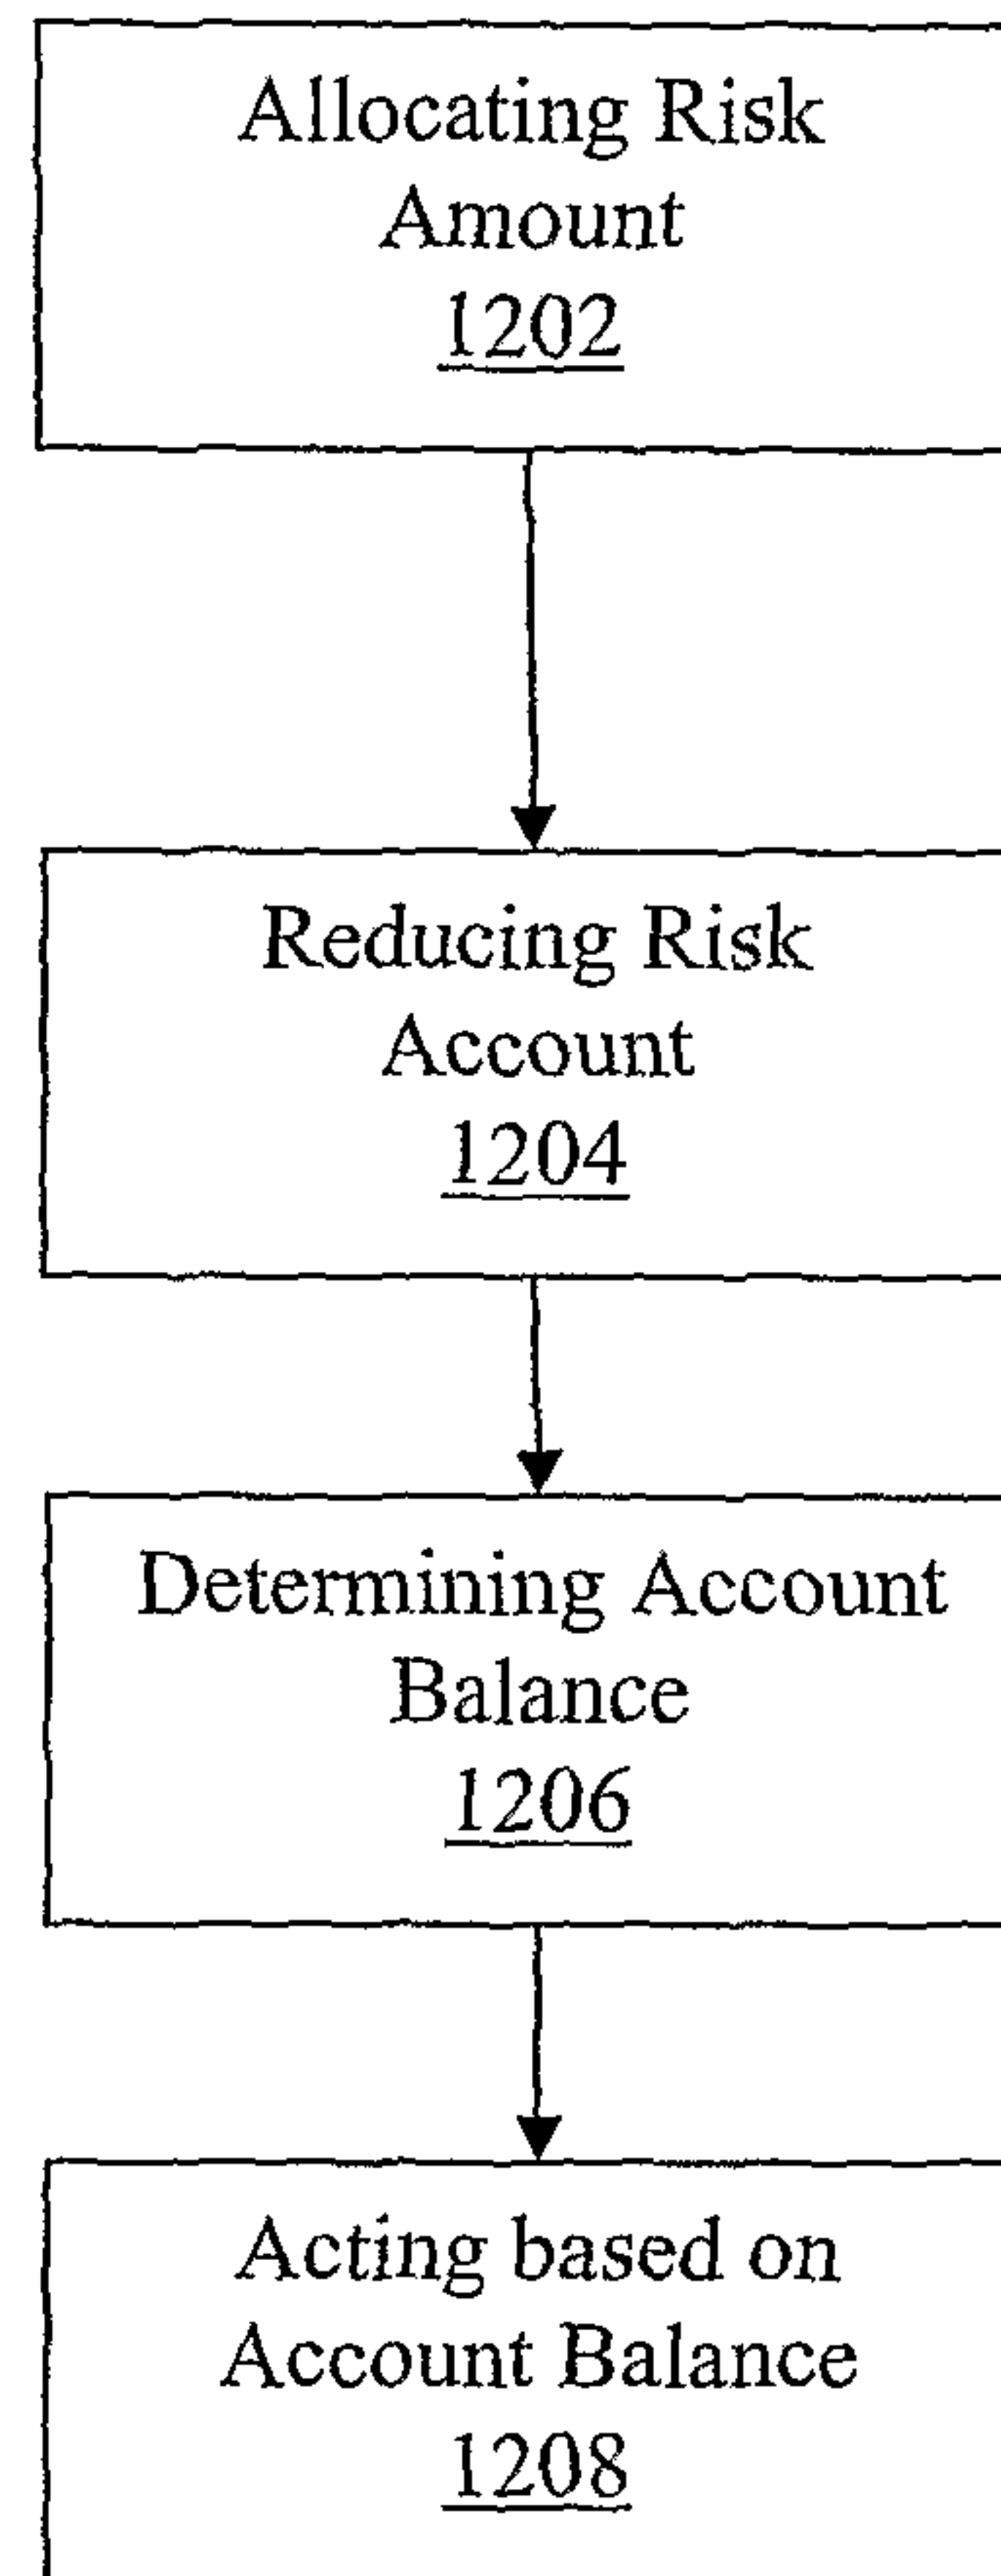 Allocating Risk
Amount
1202
Reducing Risk
Account
1204
Determining Account
Balance
1206
Acting based on
Account Balance
1208